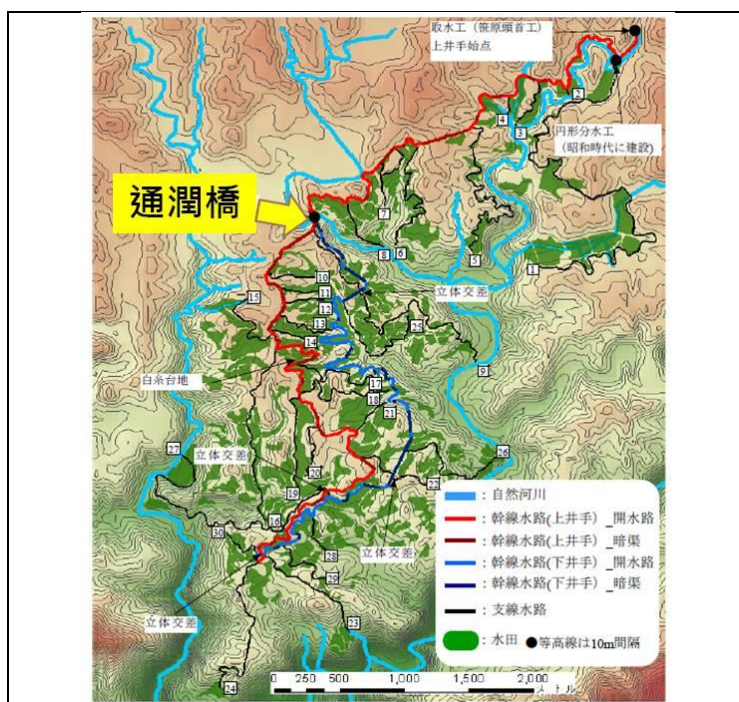 取水工（笹原頭首工）
上井手始点
2
4
3
円形分水工
（昭和時代に建設）
通潤橋
7
8
6
5
1
10
立体交差
15
11
12
13
25
14
9
白糸台地
17
18
21
27
立体交差
26
20
22
19
16
30
28
立体交差
29
立体交差
23
24
：自然河川
：幹線水路(上井手）_開水路
：幹線水路(上井手）_暗渠
：幹線水路(下井手）_開水路
：幹線水路(下井手）_暗渠
：支線水路
：水田 ●等高線は10m間隔
0 250 500 1,000 1,500 2,000
メートル